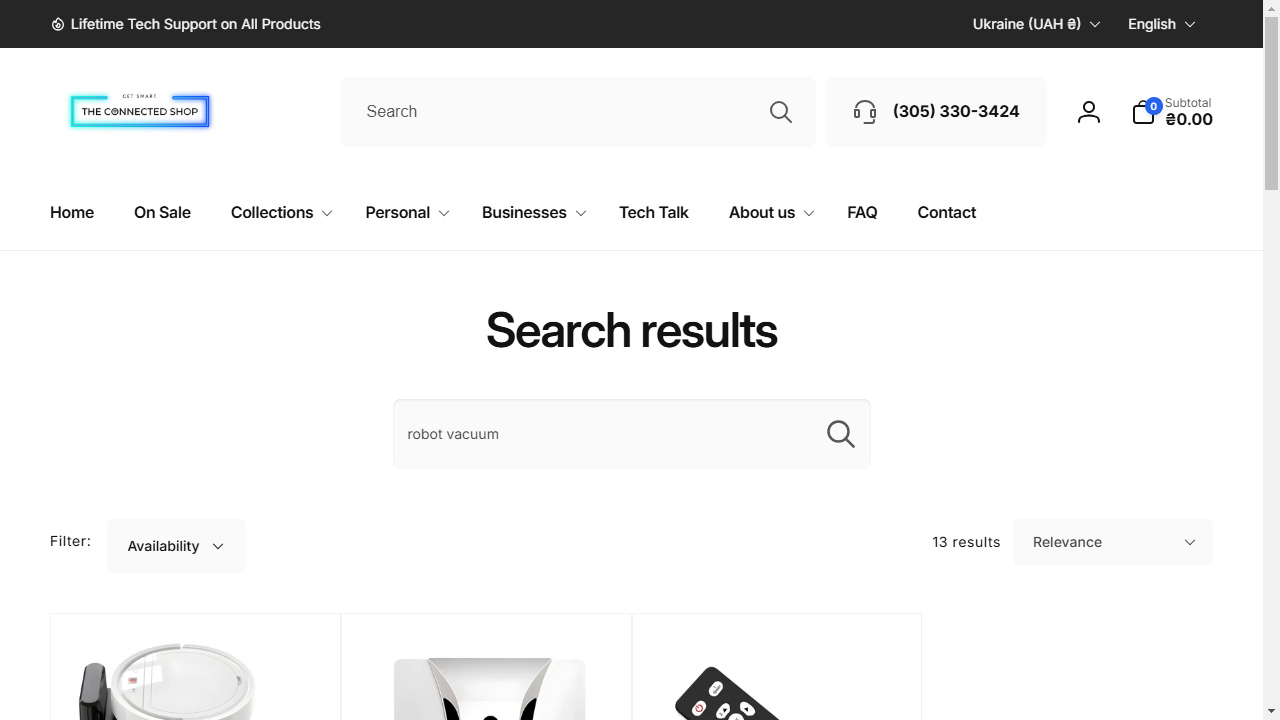 Lifetime Tech Support on All Products
Ukraine (UAH ₴)
English
GET SMART
THE CONNECTED SHOP
Search
(305) 330-3424
0
Subtotal
₴0.00
Home
On Sale
Collections
Personal
Businesses
Tech Talk
About us
FAQ
Contact
Search results
robot vacuum
Filter:
Availability
13 results
Relevance